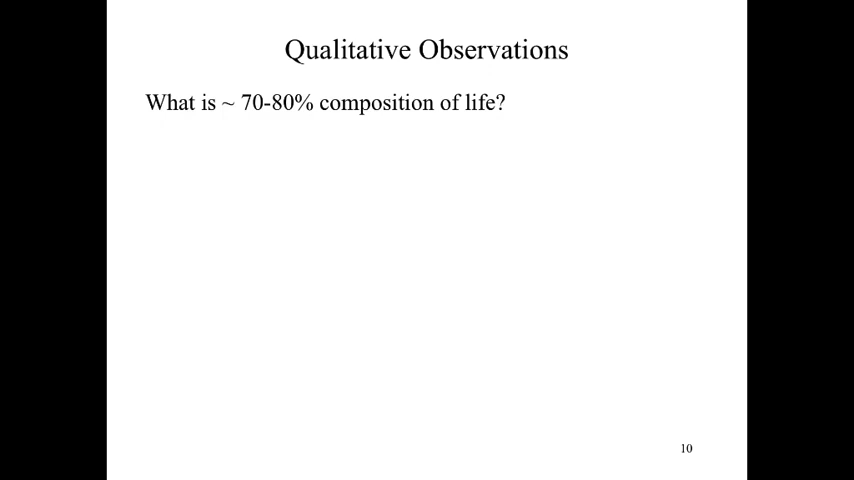 Qualitative Observations
What is ~ 70-80% composition of life?
10